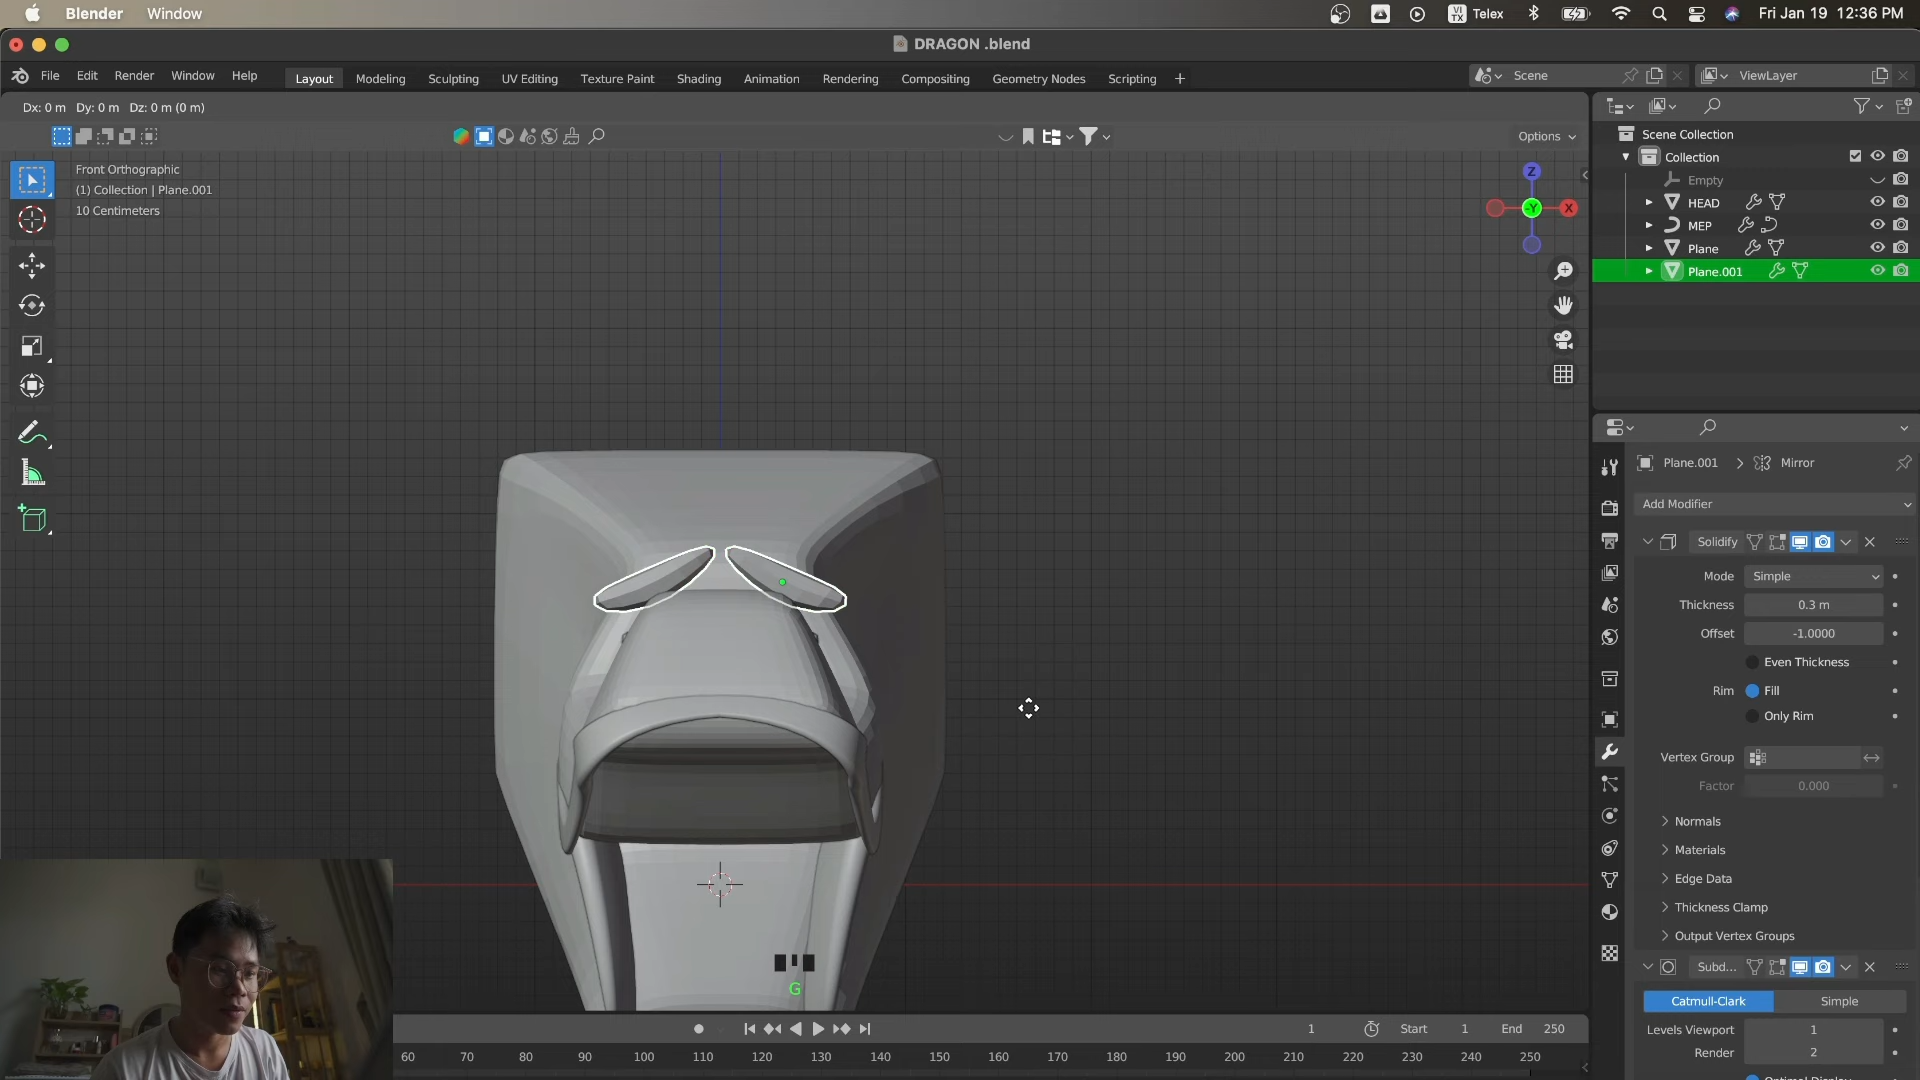 Blender Window
VI TX Telex Fri Jan 19 12:36 PM
DRAGON .blend
File Edit Render Window Help
Layout Modeling Sculpting UV Editing Texture Paint Shading Animation Rendering Compositing Geometry Nodes Scripting
Scene ViewLayer
Dx: 0 m Dy: 0 m Dz: 0 m (0 m)
Options
Front Orthographic
(1) Collection | Plane.001
10 Centimeters
Z
-Y
X
Scene Collection
Collection
Empty
HEAD
MEP
Plane
Plane.001
Plane.001 > Mirror
Add Modifier
Solidify
Mode Simple
Thickness 0.3 m
Offset -1.0000
Even Thickness
Rim Fill
Only Rim
Vertex Group
Factor 0.000
Normals
Materials
Edge Data
Thickness Clamp
Output Vertex Groups
Subd...
Catmull-Clark Simple
Levels Viewport 1
Render 2
G
1 Start 1 End 250
60 70 80 90 100 110 120 130 140 150 160 170 180 190 200 210 220 230 240 250